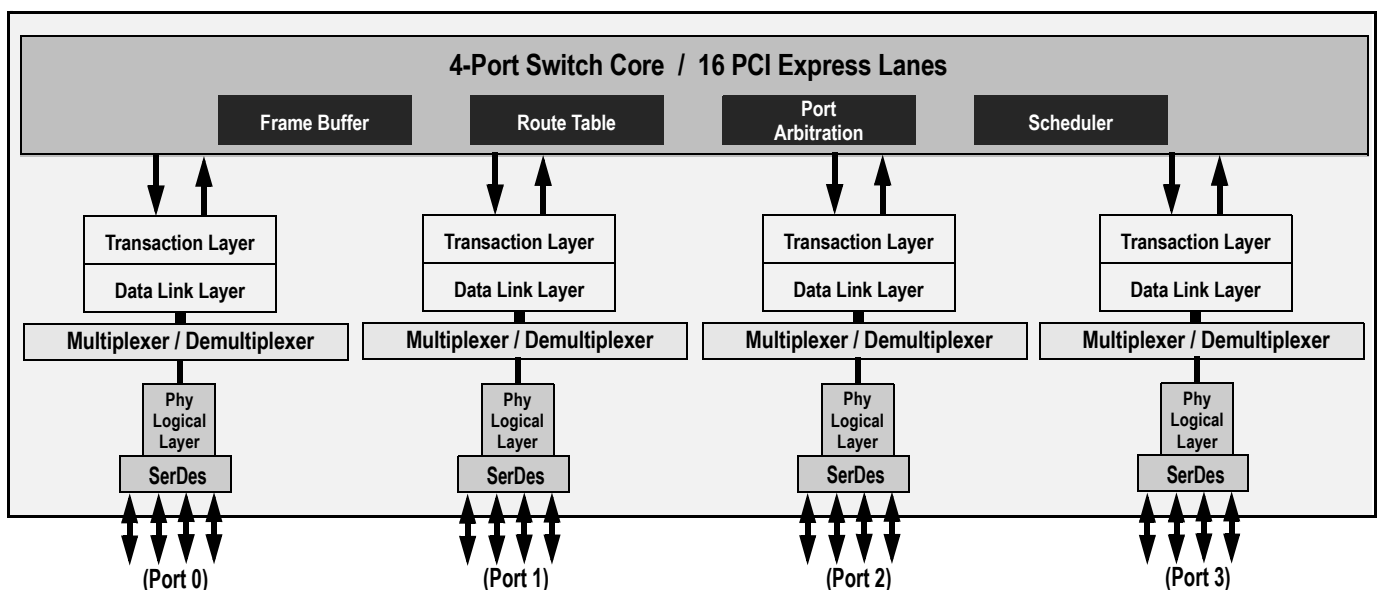 4-Port Switch Core / 16 PCI Express Lanes
Frame Buffer
Route Table
Port
Arbitration
Scheduler
Transaction Layer
Data Link Layer
Multiplexer / Demultiplexer
Phy
Logical
Layer
SerDes
(Port 0)
Transaction Layer
Data Link Layer
Multiplexer / Demultiplexer
Phy
Logical
Layer
SerDes
(Port 1)
Transaction Layer
Data Link Layer
Multiplexer / Demultiplexer
Phy
Logical
Layer
SerDes
(Port 2)
Transaction Layer
Data Link Layer
Multiplexer / Demultiplexer
Phy
Logical
Layer
SerDes
(Port 3)